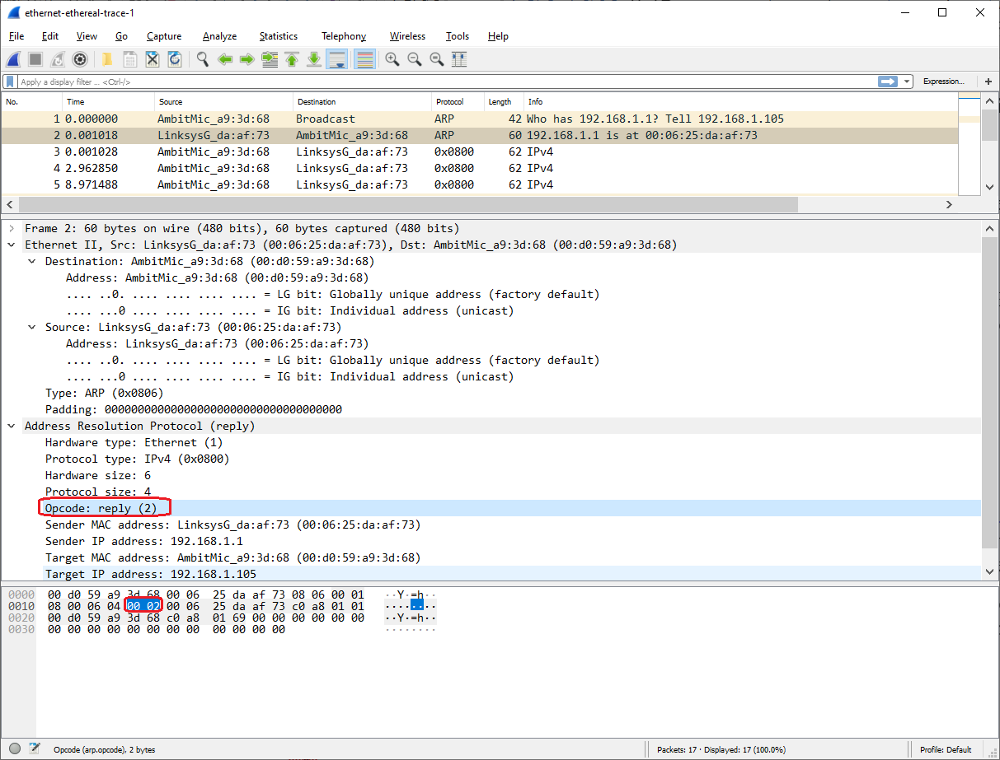 ethernet-ethereal-trace-1
File Edit View Go Capture Analyze Statistics Telephony Wireless Tools Help
Apply a display filter ... <Ctrl-/> Expression... +
No. Time Source Destination Protocol Length Info
1 0.000000 AmbitMic_a9:3d:68 Broadcast ARP 42 Who has 192.168.1.1? Tell 192.168.1.105
2 0.001018 LinksysG_da:af:73 AmbitMic_a9:3d:68 ARP 60 192.168.1.1 is at 00:06:25:da:af:73
3 0.001028 AmbitMic_a9:3d:68 LinksysG_da:af:73 0x0800 62 IPv4
4 2.962850 AmbitMic_a9:3d:68 LinksysG_da:af:73 0x0800 62 IPv4
5 8.971488 AmbitMic_a9:3d:68 LinksysG_da:af:73 0x0800 62 IPv4
Frame 2: 60 bytes on wire (480 bits), 60 bytes captured (480 bits)
Ethernet II, Src: LinksysG_da:af:73 (00:06:25:da:af:73), Dst: AmbitMic_a9:3d:68 (00:d0:59:a9:3d:68)
Destination: AmbitMic_a9:3d:68 (00:d0:59:a9:3d:68)
Address: AmbitMic_a9:3d:68 (00:d0:59:a9:3d:68)
.... ..0. .... .... .... .... = LG bit: Globally unique address (factory default)
.... ...0 .... .... .... .... = IG bit: Individual address (unicast)
Source: LinksysG_da:af:73 (00:06:25:da:af:73)
Address: LinksysG_da:af:73 (00:06:25:da:af:73)
.... ..0. .... .... .... .... = LG bit: Globally unique address (factory default)
.... ...0 .... .... .... .... = IG bit: Individual address (unicast)
Type: ARP (0x0806)
Padding: 000000000000000000000000000000000000
Address Resolution Protocol (reply)
Hardware type: Ethernet (1)
Protocol type: IPv4 (0x0800)
Hardware size: 6
Protocol size: 4
Opcode: reply (2)
Sender MAC address: LinksysG_da:af:73 (00:06:25:da:af:73)
Sender IP address: 192.168.1.1
Target MAC address: AmbitMic_a9:3d:68 (00:d0:59:a9:3d:68)
Target IP address: 192.168.1.105
0000 00 d0 59 a9 3d 68 00 06 25 da af 73 08 06 00 01 ··Y·=h··
0010 08 00 06 04 00 02 00 06 25 da af 73 c0 a8 01 01 ········
0020 00 d0 59 a9 3d 68 c0 a8 01 69 00 00 00 00 00 00 ··Y·=h··
0030 00 00 00 00 00 00 00 00 00 00 00 00 ········
Opcode (arp.opcode), 2 bytes Packets: 17 · Displayed: 17 (100.0%) Profile: Default